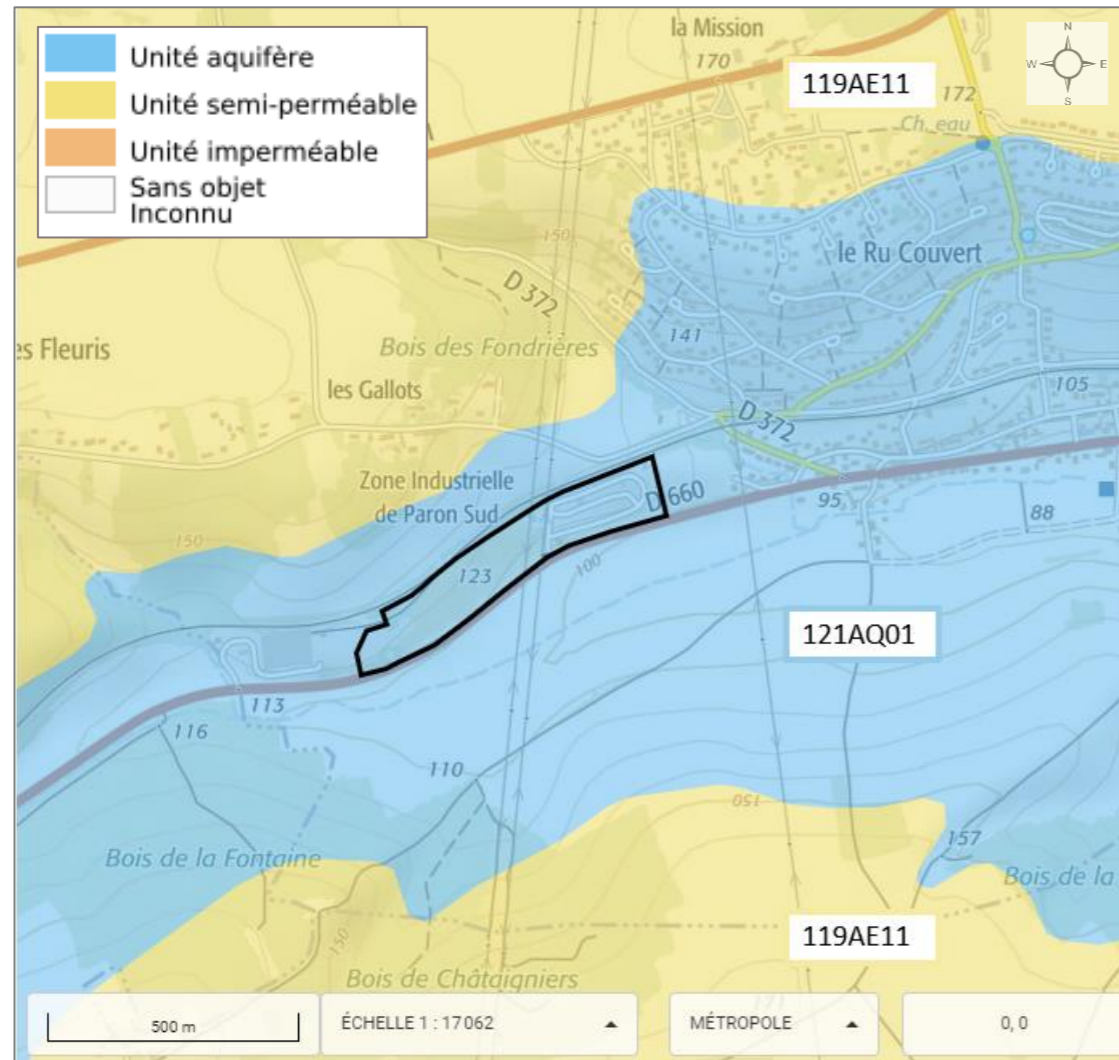 Unité aquifère
Unité semi-perméable
Unité imperméable
Sans objet
Inconnu
la Mission
170
119AE11
N
W
E
S
172
Ch. eau
150
le Ru Couvert
D 372
141
es Fleuris
Bois des Fondrières
les Gallots
105
D 372
Zone Industrielle
de Paron Sud
D 660
95
88
150
123
100
121AQ01
113
116
110
150
157
Bois de la Fontaine
Bois de la
119AE11
150
Bois de Châtaigniers
171
500 m
ÉCHELLE 1 : 17 062
MÉTROPOLE
0, 0